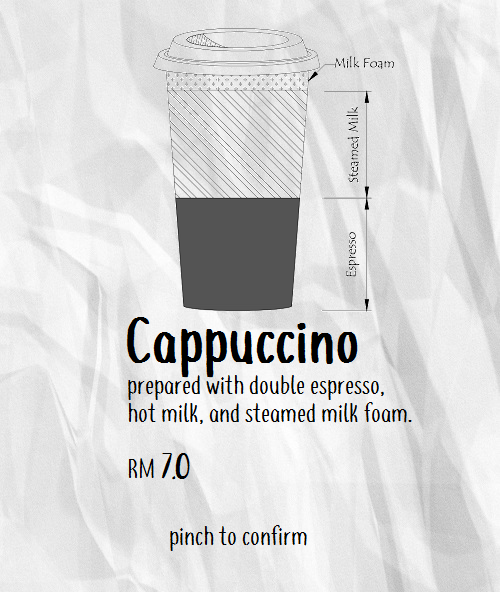 Milk Foam
Steamed Milk
Espresso
Cappuccino
prepared with double espresso,
hot milk, and steamed milk foam.
RM 7.0
pinch to confirm